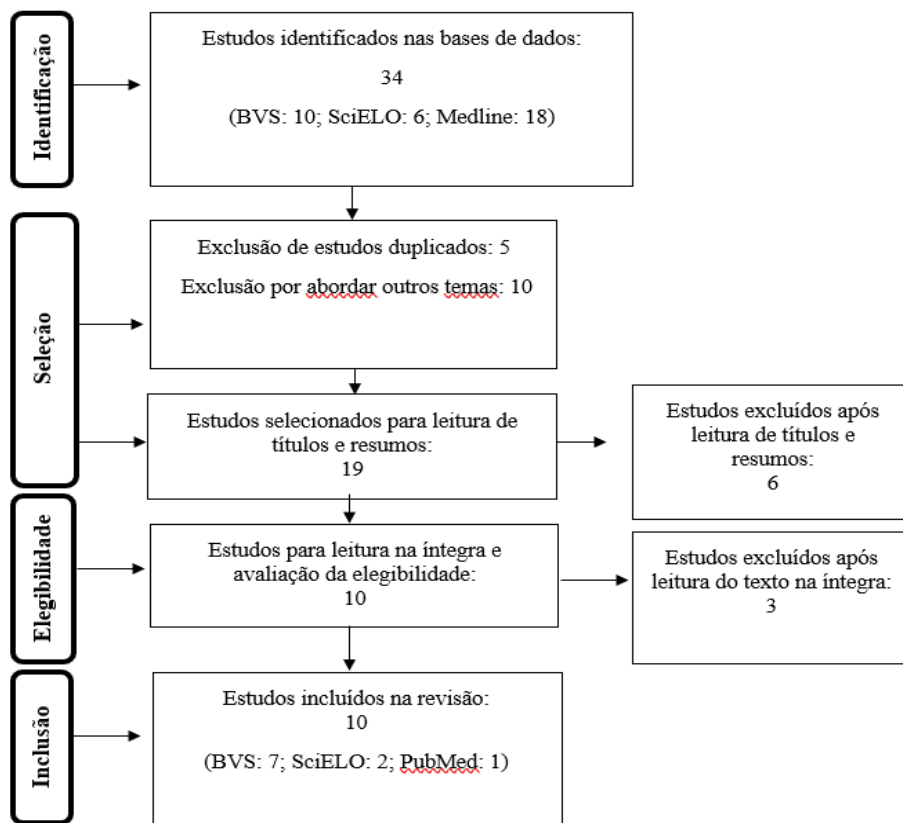 Identificação
Estudos identificados nas bases de dados:
34
(BVS: 10; SciELO: 6; Medline: 18)
Seleção
Exclusão de estudos duplicados: 5
Exclusão por abordar outros temas: 10
Estudos selecionados para leitura de
títulos e resumos:
19
Estudos excluídos após
leitura de títulos e
resumos:
6
Elegibilidade
Estudos para leitura na íntegra e
avaliação da elegibilidade:
10
Estudos excluídos após
leitura do texto na íntegra:
3
Inclusão
Estudos incluídos na revisão:
10
(BVS: 7; SciELO: 2; PubMed: 1)